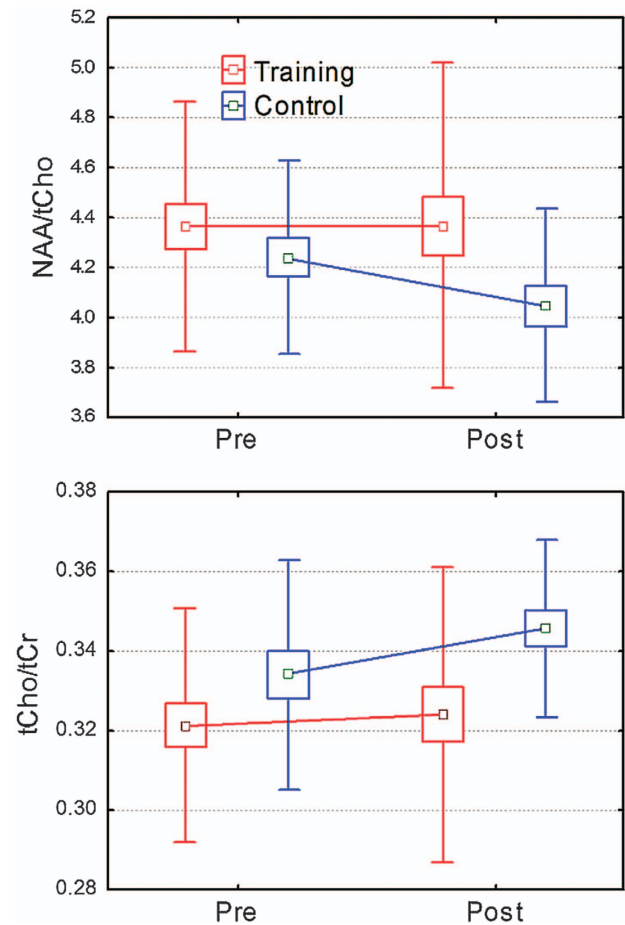 5.2
5.0
4.8
4.6
4.4
4.2
4.0
3.8
3.6
NAA/tCho
Training
Control
Pre Post
0.38
0.36
0.34
0.32
0.30
0.28
tCho/tCr
Pre Post